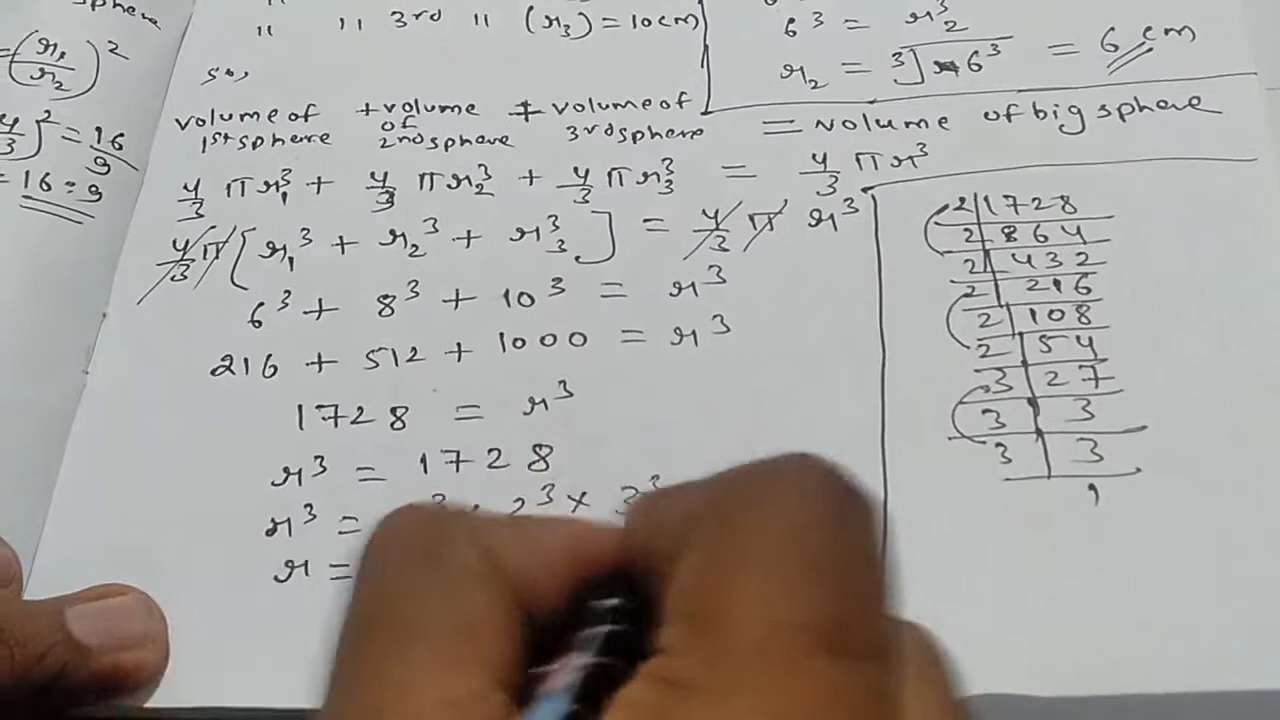 sphere
= (r₁/r₂)²
4/3)² = 16/9
= 16:9
" " 3rd " (r₃) = 10cm)
so,
volume of 1st sphere + volume of 2nd sphere + volume of 3rd sphere = volume of big sphere
4/3 πr₁³ + 4/3 πr₂³ + 4/3 πr₃³ = 4/3 πr³
4/3 π [r₁³ + r₂³ + r₃³] = 4/3 π r³
6³ + 8³ + 10³ = r³
216 + 512 + 1000 = r³
1728 = r³
r³ = 1728
r³ = 2³ × 3³
r =
6³ = r₂³
r₂ = ³√6³ = 6 cm
2|1728
2|864
2|432
2|216
2|108
2|54
3|27
3|3
3|3
1